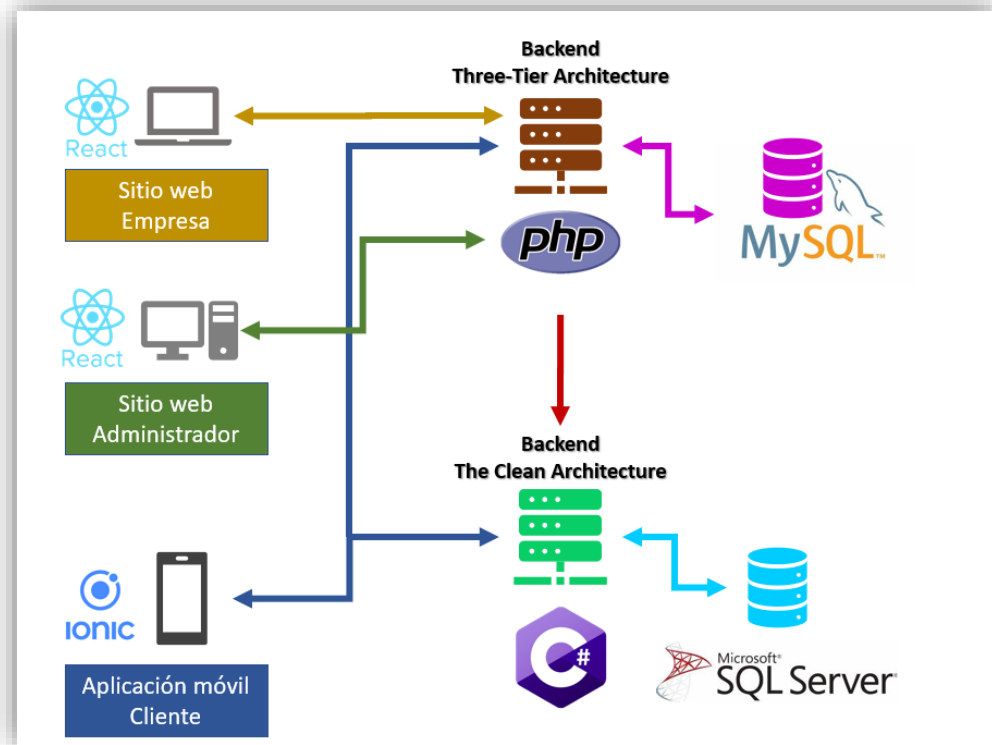 Backend
Three-Tier Architecture
React
Sitio web
Empresa
php
MySQL™
React
Sitio web
Administrador
Backend
The Clean Architecture
IONIC
Aplicación móvil
Cliente
C#
Microsoft®
SQL Server®